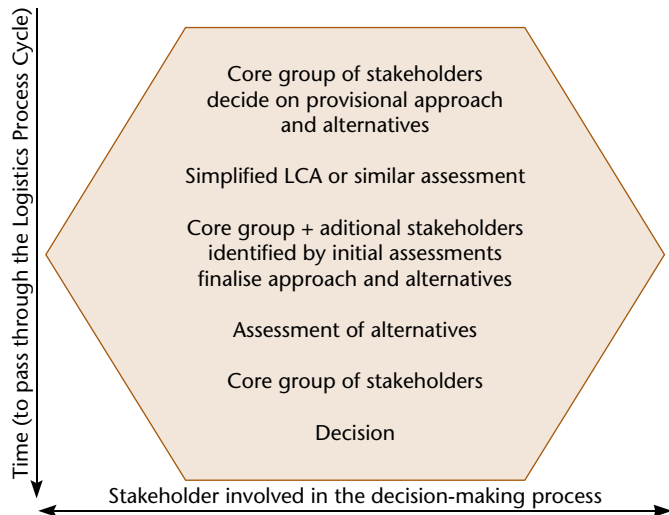 Time (to pass through the Logistics Process Cycle)
Core group of stakeholders
decide on provisional approach
and alternatives
Simplified LCA or similar assessment
Core group + aditional stakeholders
identified by initial assessments
finalise approach and alternatives
Assessment of alternatives
Core group of stakeholders
Decision
Stakeholder involved in the decision-making process